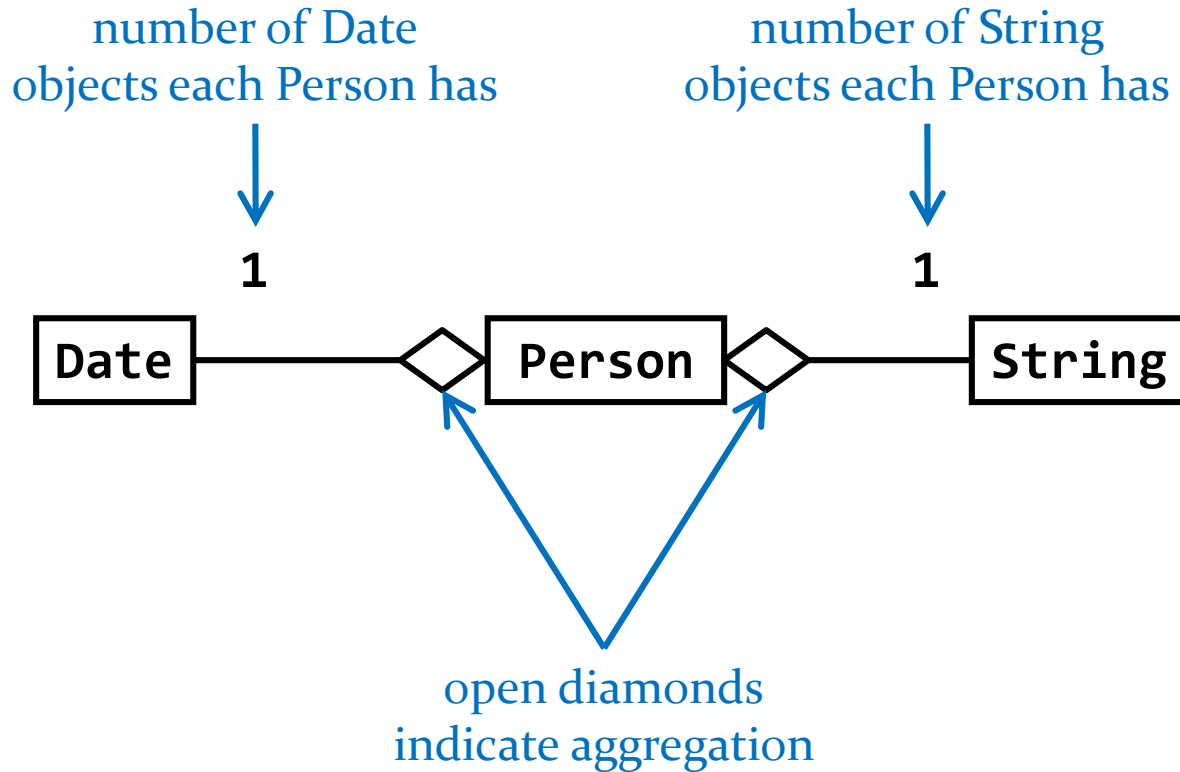 number of Date
objects each Person has
number of String
objects each Person has
1
1
Date
Person
String
open diamonds
indicate aggregation